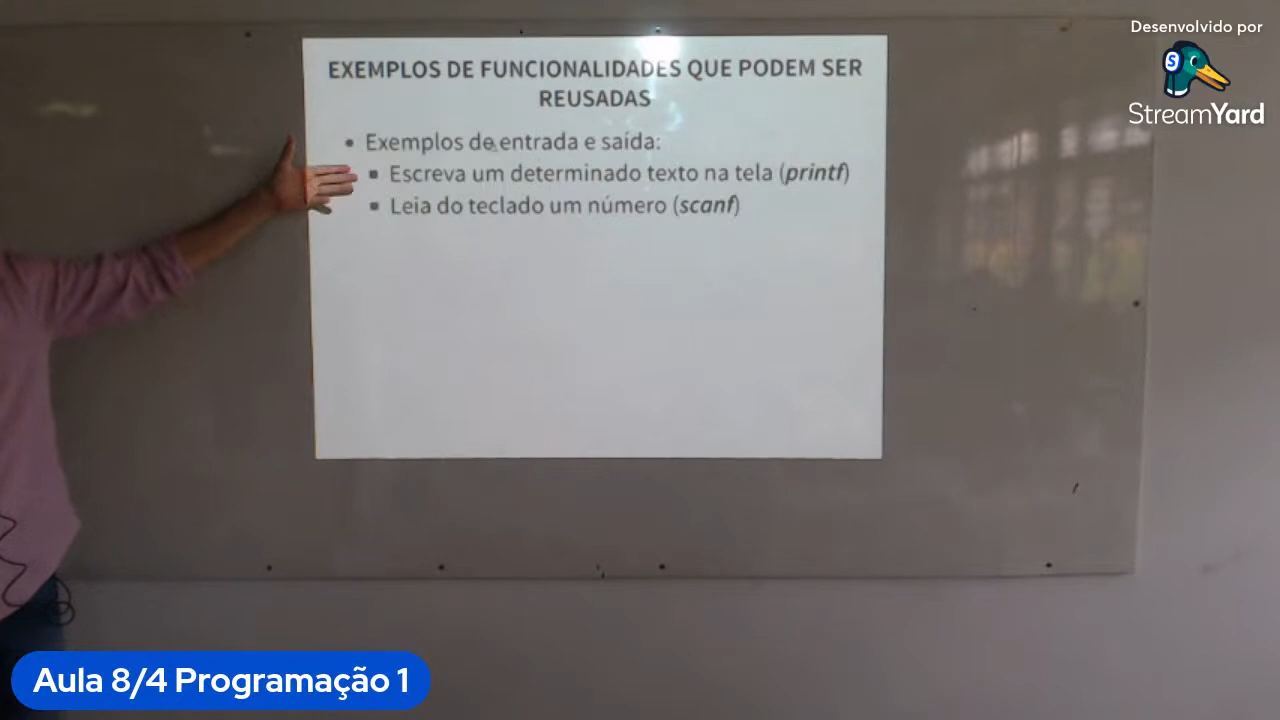 Desenvolvido por
StreamYard
EXEMPLOS DE FUNCIONALIDADES QUE PODEM SER
REUSADAS
• Exemplos de entrada e saída:
▪ Escreva um determinado texto na tela (printf)
▪ Leia do teclado um número (scanf)
Aula 8/4 Programação 1